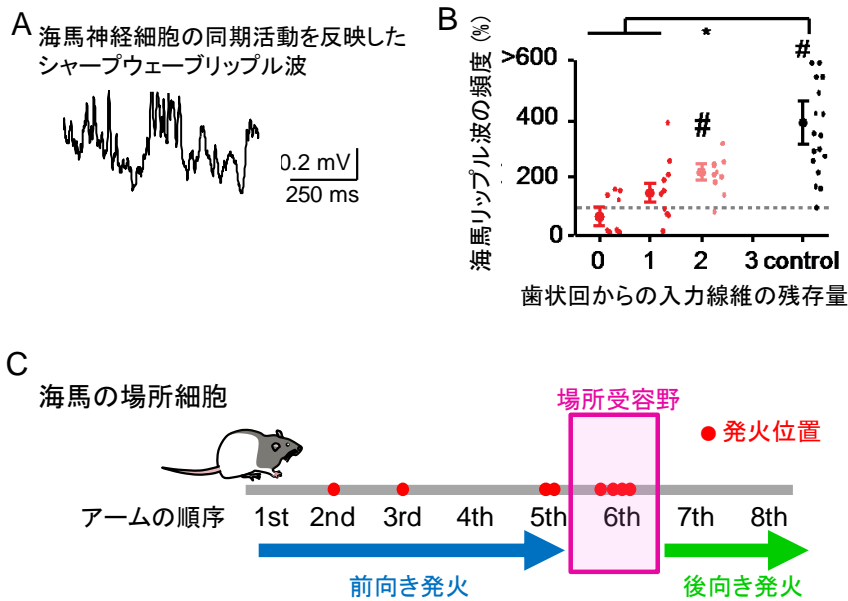 A
海馬神経細胞の同期活動を反映した
シャープウェーブリップル波
0.2 mV
250 ms
B
海馬リップル波の頻度 (%)
>600
400
200
0
*
#
#
0 1 2 3 control
歯状回からの入力線維の残存量
C
海馬の場所細胞
場所受容野
発火位置
アームの順序 1st 2nd 3rd 4th 5th 6th 7th 8th
前向き発火
後向き発火